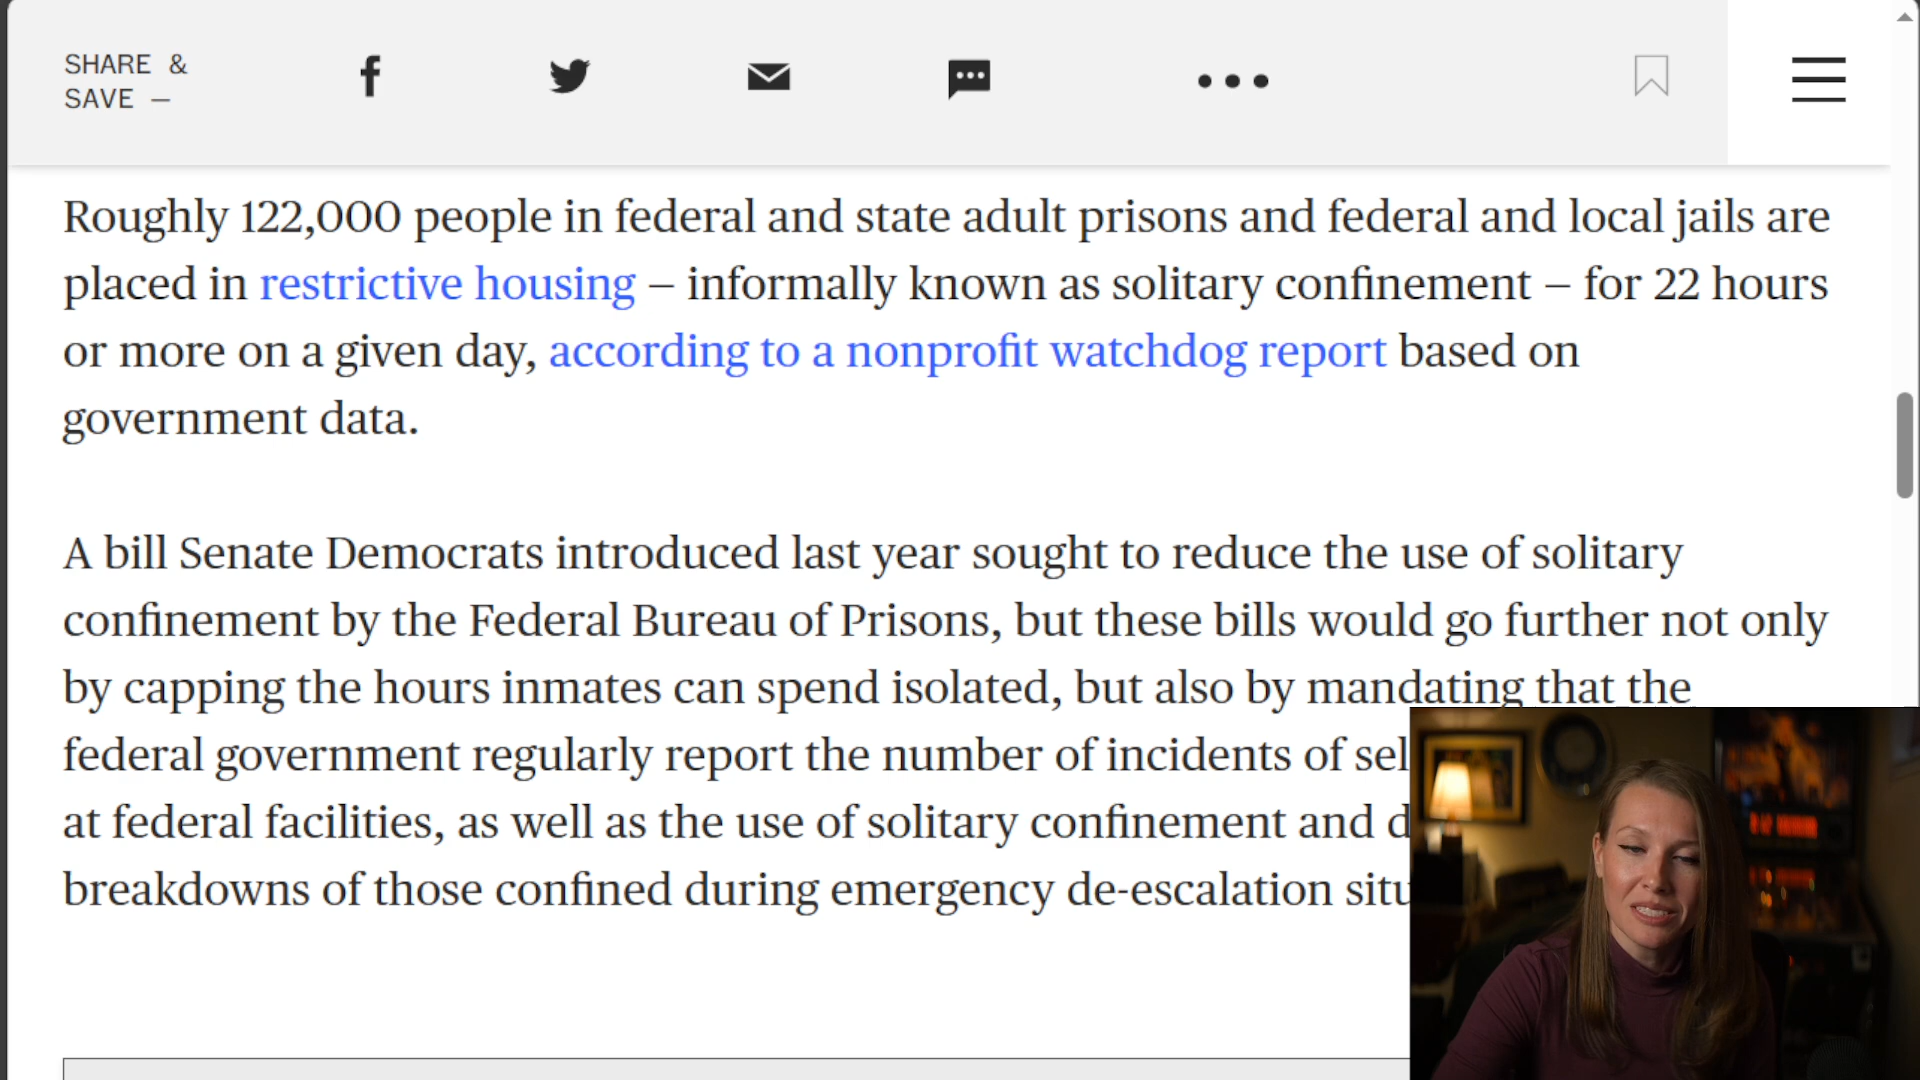 SHARE &
SAVE —
Roughly 122,000 people in federal and state adult prisons and federal and local jails are
placed in restrictive housing – informally known as solitary confinement – for 22 hours
or more on a given day, according to a nonprofit watchdog report based on
government data.
A bill Senate Democrats introduced last year sought to reduce the use of solitary
confinement by the Federal Bureau of Prisons, but these bills would go further not only
by capping the hours inmates can spend isolated, but also by mandating that the
federal government regularly report the number of incidents of
at federal facilities, as well as the use of solitary confinement and
breakdowns of those confined during emergency de-escalation